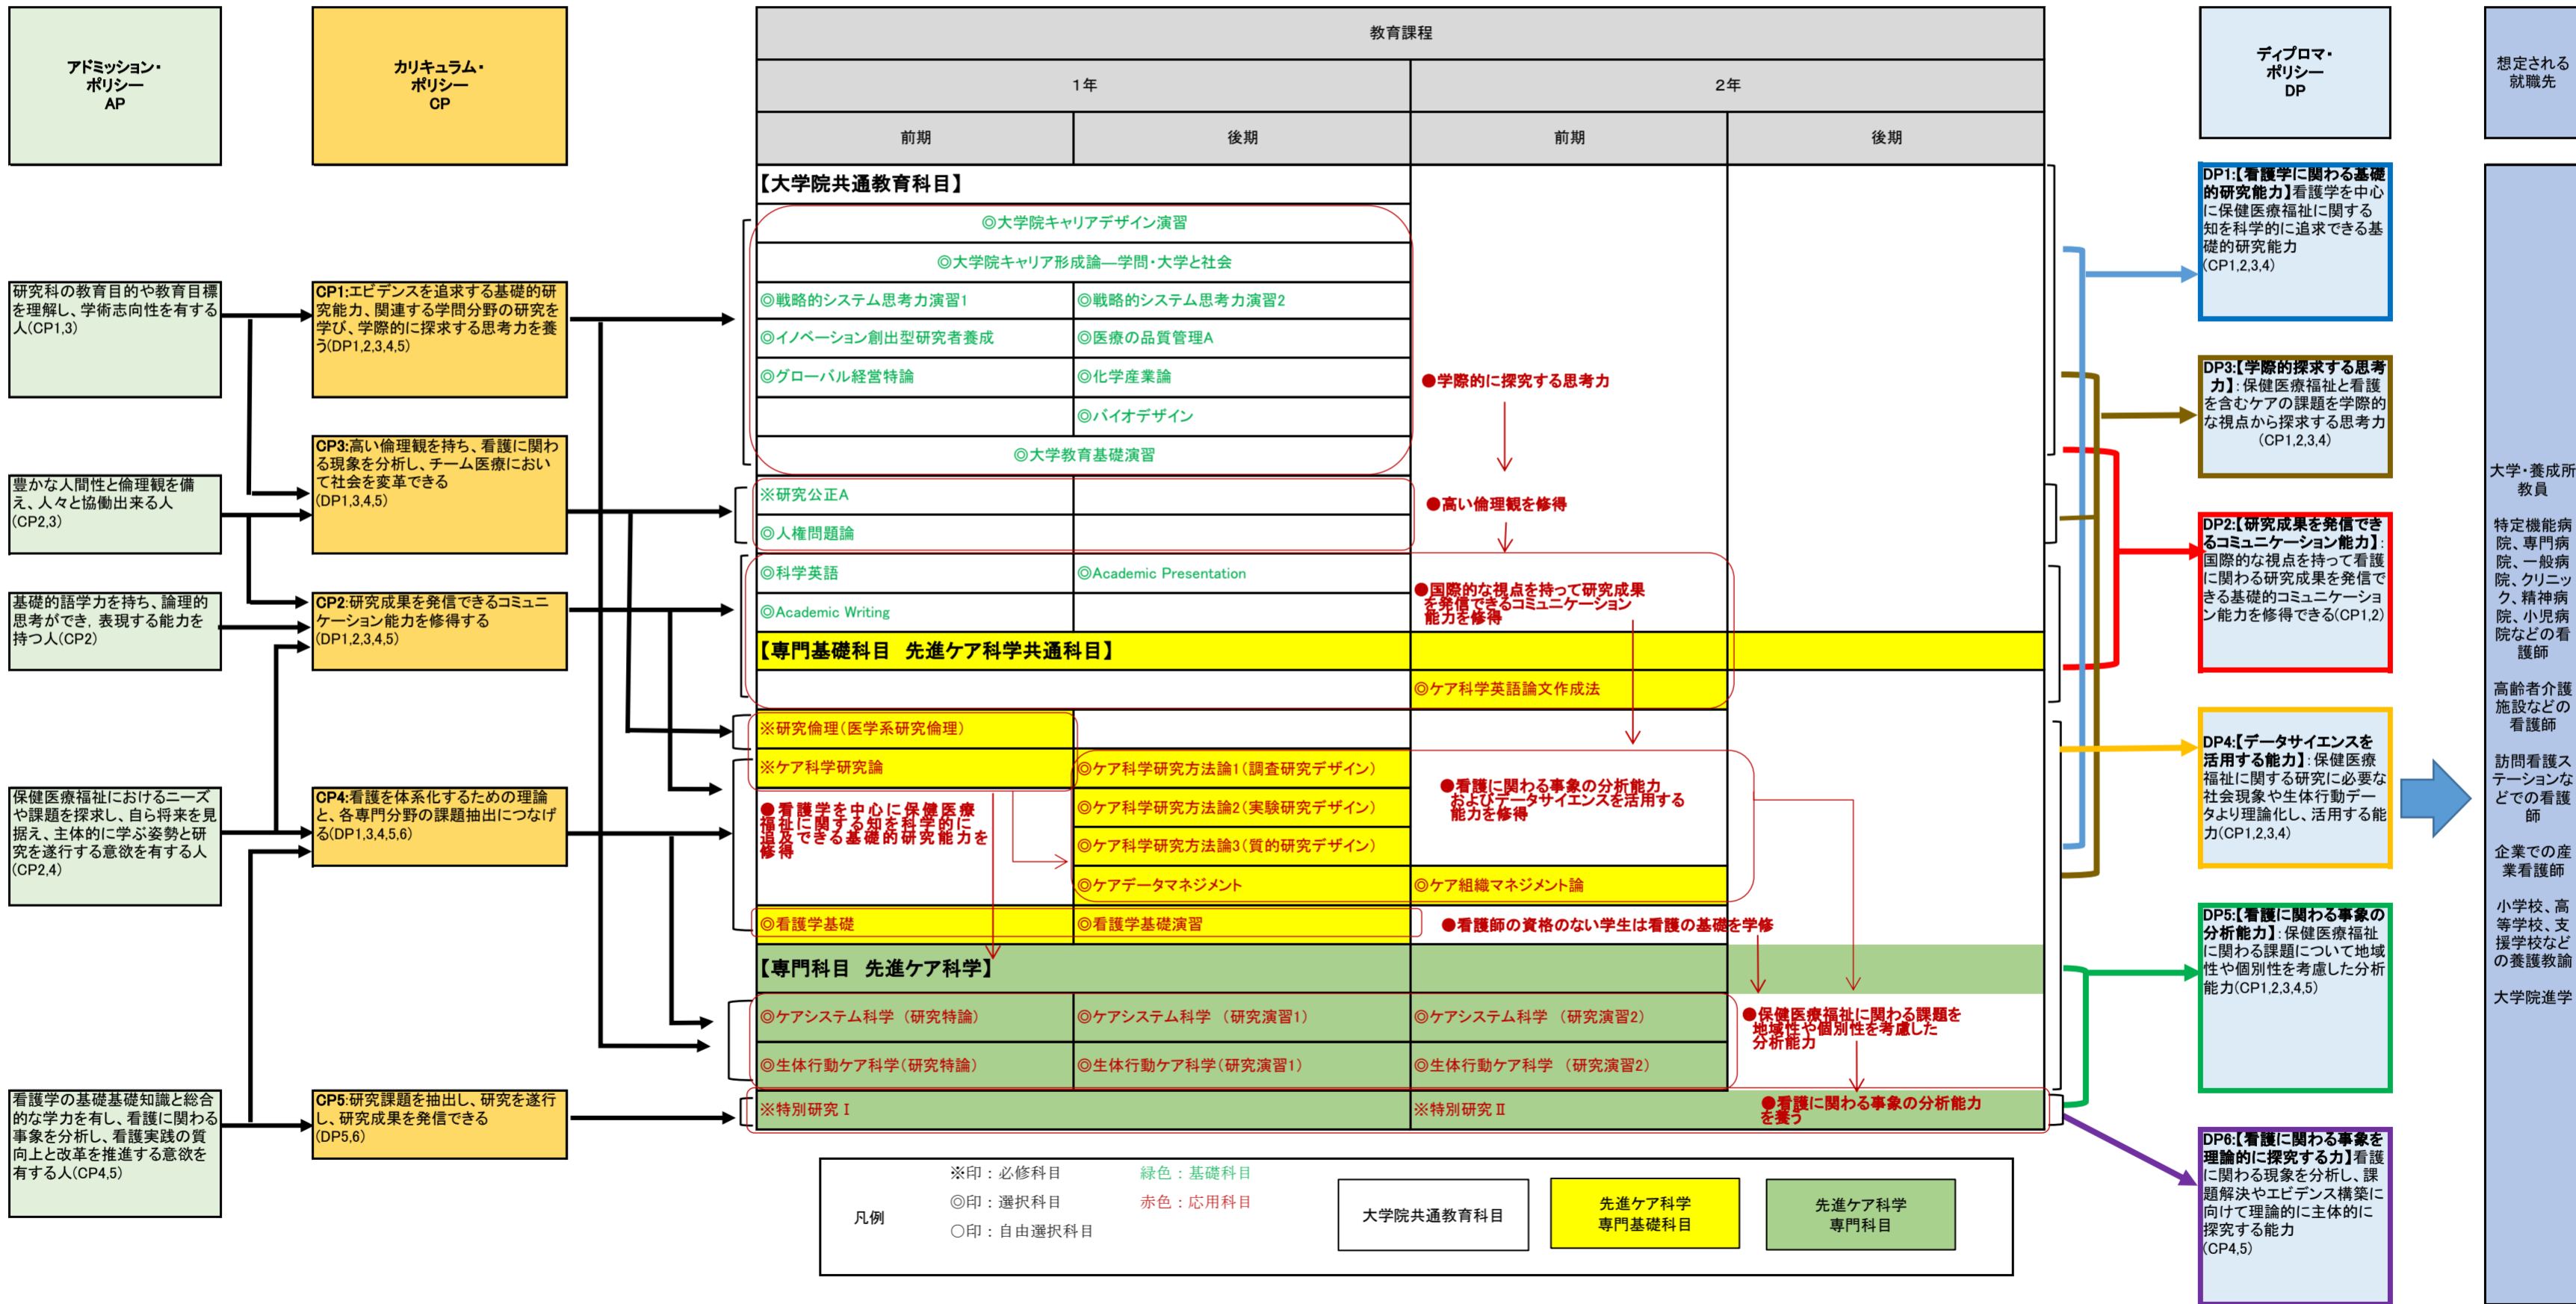 アドミッション・
ポリシー
AP
カリキュラム・
ポリシー
CP
教育課程
1年
2年
前期
後期
前期
後期
ディプロマ・
ポリシー
DP
想定される
就職先
研究科の教育目的や教育目標
を理解し、学術志向性を有する
人(CP1,3)
豊かな人間性と倫理観を備
え、人々と協働出来る人
(CP2,3)
基礎的語学力を持ち、論理的
思考ができ, 表現する能力を
持つ人(CP2)
保健医療福祉におけるニーズ
や課題を探求し、自ら将来を見
据え、主体的に学ぶ姿勢と研
究を遂行する意欲を有する人
(CP2,4)
看護学の基礎基礎知識と総合
的な学力を有し、看護に関わる
事象を分析し、看護実践の質
向上と改革を推進する意欲を
有する人(CP4,5)
CP1:エビデンスを追求する基礎的研
究能力、関連する学問分野の研究を
学び、学際的に探求する思考力を養
う(DP1,2,3,4,5)
CP3:高い倫理観を持ち、看護に関わ
る現象を分析し、チーム医療におい
て社会を変革できる
(DP1,3,4,5)
CP2:研究成果を発信できるコミュニ
ケーション能力を修得する
(DP1,2,3,4,5)
CP4:看護を体系化するための理論
と、各専門分野の課題抽出につなげ
る(DP1,3,4,5,6)
CP5:研究課題を抽出し、研究を遂行
し、研究成果を発信できる
(DP5,6)
【大学院共通教育科目】
◎大学院キャリアデザイン演習
◎大学院キャリア形成論―学問・大学と社会
◎戦略的システム思考力演習1
◎戦略的システム思考力演習2
◎イノベーション創出型研究者養成
◎医療の品質管理A
◎グローバル経営特論
◎化学産業論
◎バイオデザイン
◎大学教育基礎演習
●学際的に探究する思考力
※研究公正A
◎人権問題論
●高い倫理観を修得
◎科学英語
◎Academic Presentation
◎Academic Writing
●国際的な視点を持って研究成果
を発信できるコミュニケーション
能力を修得
【専門基礎科目 先進ケア科学共通科目】
◎ケア科学英語論文作成法
※研究倫理(医学系研究倫理)
※ケア科学研究論
◎ケア科学研究方法論1(調査研究デザイン)
◎ケア科学研究方法論2(実験研究デザイン)
◎ケア科学研究方法論3(質的研究デザイン)
◎ケアデータマネジメント
◎ケア組織マネジメント論
●看護学を中心に保健医療
福祉に関する知を科学的に
追及できる基礎的研究能力を
修得
●看護に関わる事象の分析能力
およびデータサイエンスを活用する
能力を修得
◎看護学基礎
◎看護学基礎演習
●看護師の資格のない学生は看護の基礎を学修
【専門科目 先進ケア科学】
◎ケアシステム科学 (研究特論)
◎ケアシステム科学 (研究演習1)
◎ケアシステム科学 (研究演習2)
◎生体行動ケア科学(研究特論)
◎生体行動ケア科学(研究演習1)
◎生体行動ケア科学 (研究演習2)
●保健医療福祉に関わる課題を
地域性や個別性を考慮した
分析能力
※特別研究Ⅰ
※特別研究Ⅱ
●看護に関わる事象の分析能力
を養う
凡例
※印：必修科目
◎印：選択科目
〇印：自由選択科目
緑色：基礎科目
赤色：応用科目
大学院共通教育科目
先進ケア科学
専門基礎科目
先進ケア科学
専門科目
DP1:【看護学に関わる基礎
的研究能力】看護学を中心
に保健医療福祉に関する
知を科学的に追求できる基
礎的研究能力
(CP1,2,3,4)
DP3:【学際的探求する思考
力】:保健医療福祉と看護
を含むケアの課題を学際的
な視点から探求する思考力
(CP1,2,3,4)
DP2:【研究成果を発信でき
るコミュニケーション能力】:
国際的な視点を持って看護
に関わる研究成果を発信で
きる基礎的コミュニケーショ
ン能力を修得できる(CP1,2)
DP4:【データサイエンスを
活用する能力】:保健医療
福祉に関する研究に必要な
社会現象や生体行動デー
タより理論化し、活用する能
力(CP1,2,3,4)
DP5:【看護に関わる事象の
分析能力】:保健医療福祉
に関わる課題について地域
性や個別性を考慮した分析
能力(CP1,2,3,4,5)
DP6:【看護に関わる事象を
理論的に探究する力】看護
に関わる現象を分析し、課
題解決やエビデンス構築に
向けて理論的に主体的に
探究する能力
(CP4,5)
大学・養成所
教員
特定機能病
院、専門病
院、一般病
院、クリニッ
ク、精神病
院、小児病
院などの看
護師
高齢者介護
施設などの
看護師
訪問看護ス
テーションな
どでの看護
師
企業での産
業看護師
小学校、高
等学校、支
援学校など
の養護教諭
大学院進学